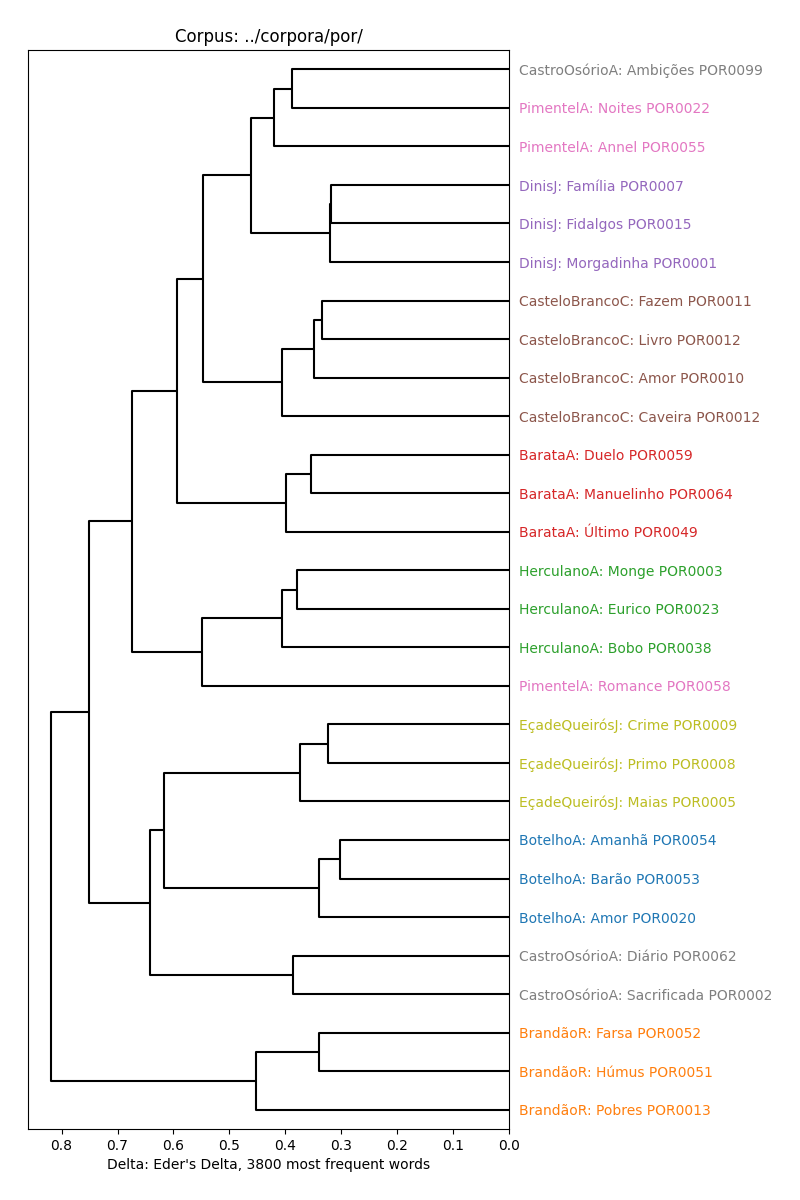 Corpus: ../corpora/por/
CastroOsórioA: Ambições POR0099
PimentelA: Noites POR0022
PimentelA: Annel POR0055
DinisJ: Família POR0007
DinisJ: Fidalgos POR0015
DinisJ: Morgadinha POR0001
CasteloBrancoC: Fazem POR0011
CasteloBrancoC: Livro POR0012
CasteloBrancoC: Amor POR0010
CasteloBrancoC: Caveira POR0012
BarataA: Duelo POR0059
BarataA: Manuelinho POR0064
BarataA: Último POR0049
HerculanoA: Monge POR0003
HerculanoA: Eurico POR0023
HerculanoA: Bobo POR0038
PimentelA: Romance POR0058
EçadeQueirósJ: Crime POR0009
EçadeQueirósJ: Primo POR0008
EçadeQueirósJ: Maias POR0005
BotelhoA: Amanhã POR0054
BotelhoA: Barão POR0053
BotelhoA: Amor POR0020
CastroOsórioA: Diário POR0062
CastroOsórioA: Sacrificada POR0002
BrandãoR: Farsa POR0052
BrandãoR: Húmus POR0051
BrandãoR: Pobres POR0013
0.8 0.7 0.6 0.5 0.4 0.3 0.2 0.1 0.0
Delta: Eder's Delta, 3800 most frequent words